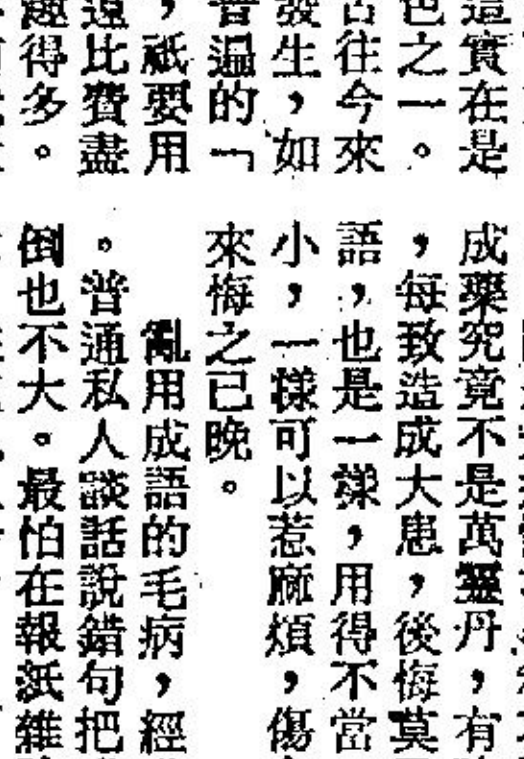 這實在是
色之一。
古往今來
發生,如
普遍的「
,祇要用
遠比費盡
趣得多。
成藥究竟不是萬靈丹,有
,每致造成大患,後悔莫
語,也是一樣,用得不當
小,一樣可以惹麻煩,傷
來悔之已晚。
亂用成語的毛病,經
。普通私人談話說錯句把
倒也不大。最怕在報紙雜